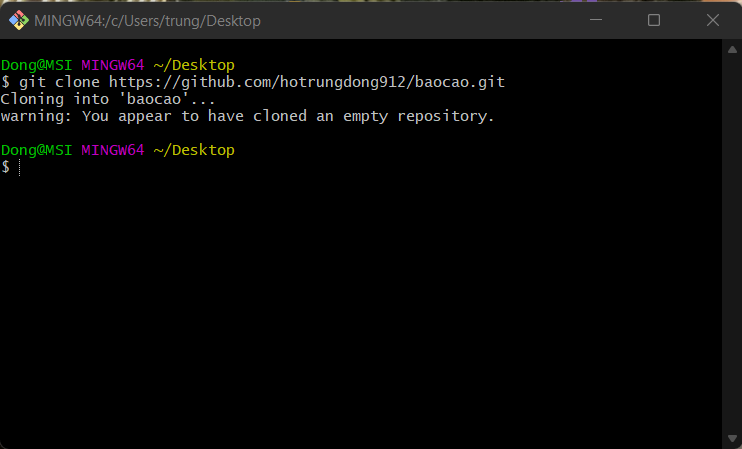 MINGW64:/c/Users/trung/Desktop
Dong@MSI MINGW64 ~/Desktop
$ git clone https://github.com/hotrungdong912/baocao.git
Cloning into 'baocao'...
warning: You appear to have cloned an empty repository.
Dong@MSI MINGW64 ~/Desktop
$